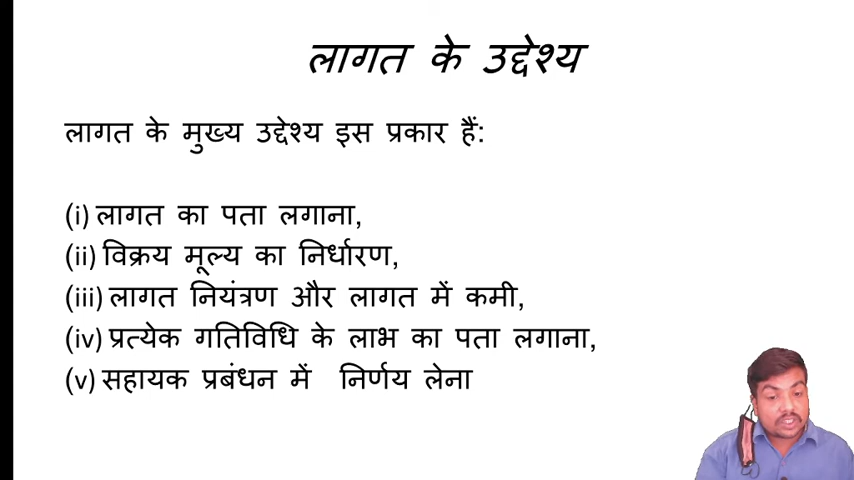 लागत के उद्देश्य
लागत के मुख्य उद्देश्य इस प्रकार हैं:
(i) लागत का पता लगाना,
(ii) विक्रय मूल्य का निर्धारण,
(iii) लागत नियंत्रण और लागत में कमी,
(iv) प्रत्येक गतिविधि के लाभ का पता लगाना,
(v) सहायक प्रबंधन में निर्णय लेना